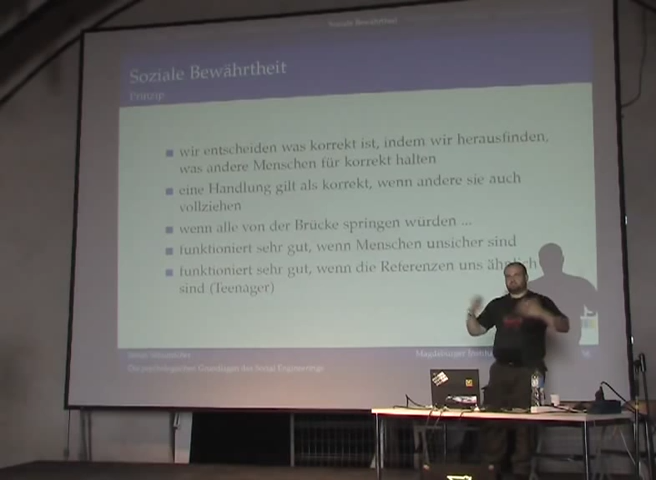 Soziale Bewährtheit
Soziale Bewährtheit
Prinzip
wir entscheiden was korrekt ist, indem wir herausfinden,
was andere Menschen für korrekt halten
eine Handlung gilt als korrekt, wenn andere sie auch
vollziehen
wenn alle von der Brücke springen würden ...
funktioniert sehr gut, wenn Menschen unsicher sind
funktioniert sehr gut, wenn die Referenzen uns ähnlich
sind (Teenager)
Magdeburger
Die psychologischen Grundlagen des Social Engineerings